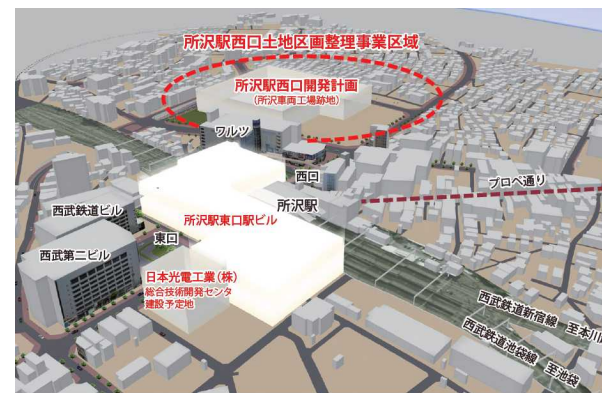 所沢駅西口土地区画整理事業区域
所沢駅西口開発計画
(所沢車両工場跡地)
ワルツ
西口
プロペ通り
所沢駅
西武鉄道ビル
所沢駅東口駅ビル
東口
西武第二ビル
日本光電工業(株)
総合技術開発センタ
建設予定地
西武鉄道新宿線 至本川
西武鉄道池袋線 至池袋